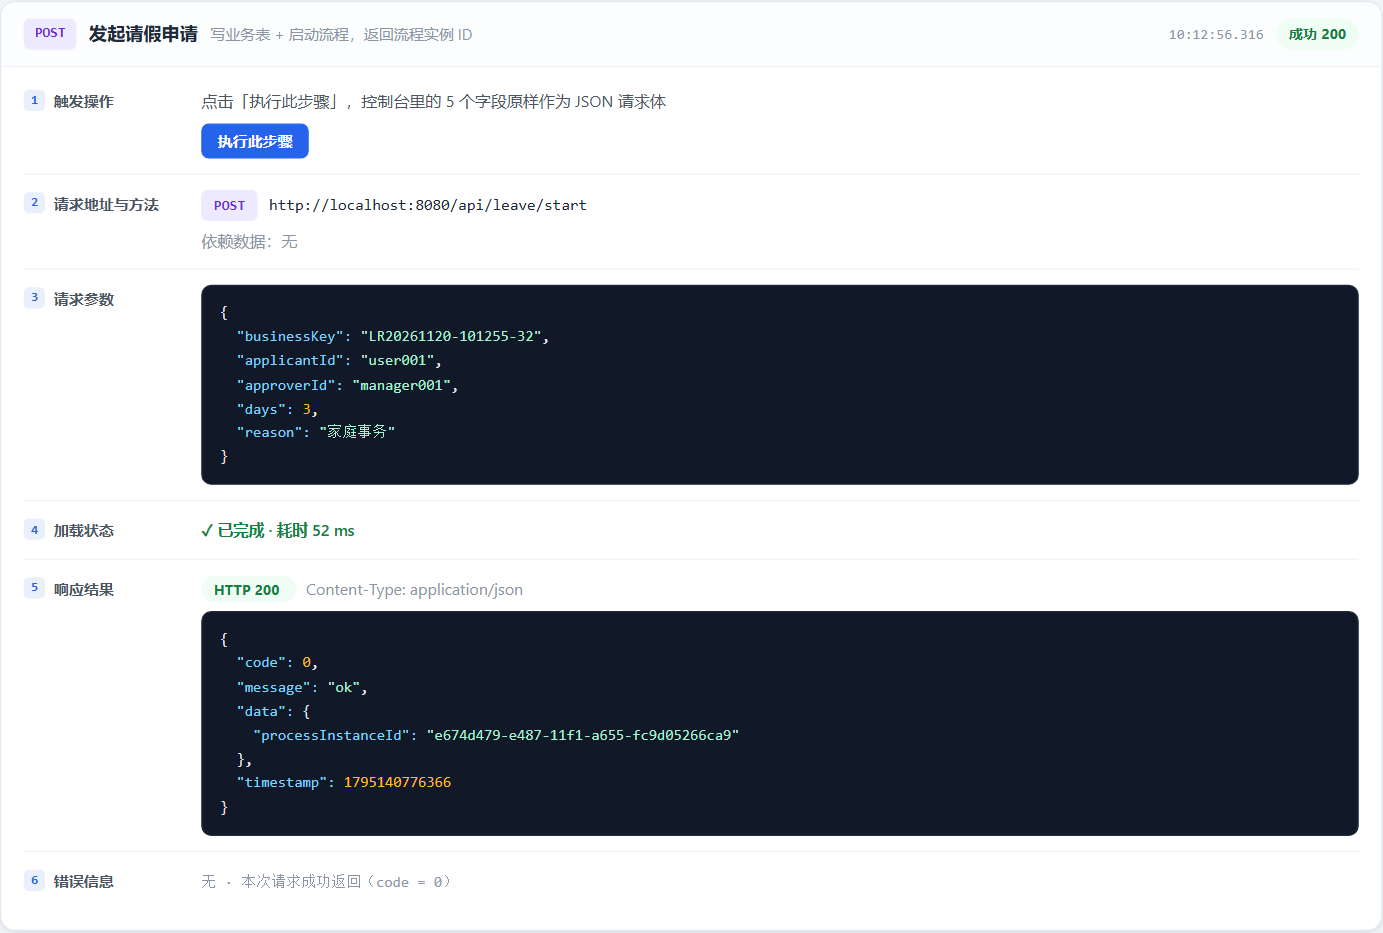 POST 发起请假申请 写业务表 + 启动流程，返回流程实例 ID 10:12:56.316 成功 200
1 触发操作 点击「执行此步骤」，控制台里的 5 个字段原样作为 JSON 请求体
执行此步骤
2 请求地址与方法 POST http://localhost:8080/api/leave/start
依赖数据：无
3 请求参数
{
"businessKey": "LR20261120-101255-32",
"applicantId": "user001",
"approverId": "manager001",
"days": 3,
"reason": "家庭事务"
}
4 加载状态 ✓ 已完成 · 耗时 52 ms
5 响应结果 HTTP 200 Content-Type: application/json
{
"code": 0,
"message": "ok",
"data": {
"processInstanceId": "e674d479-e487-11f1-a655-fc9d05266ca9"
},
"timestamp": 1795140776366
}
6 错误信息 无 · 本次请求成功返回（code = 0）